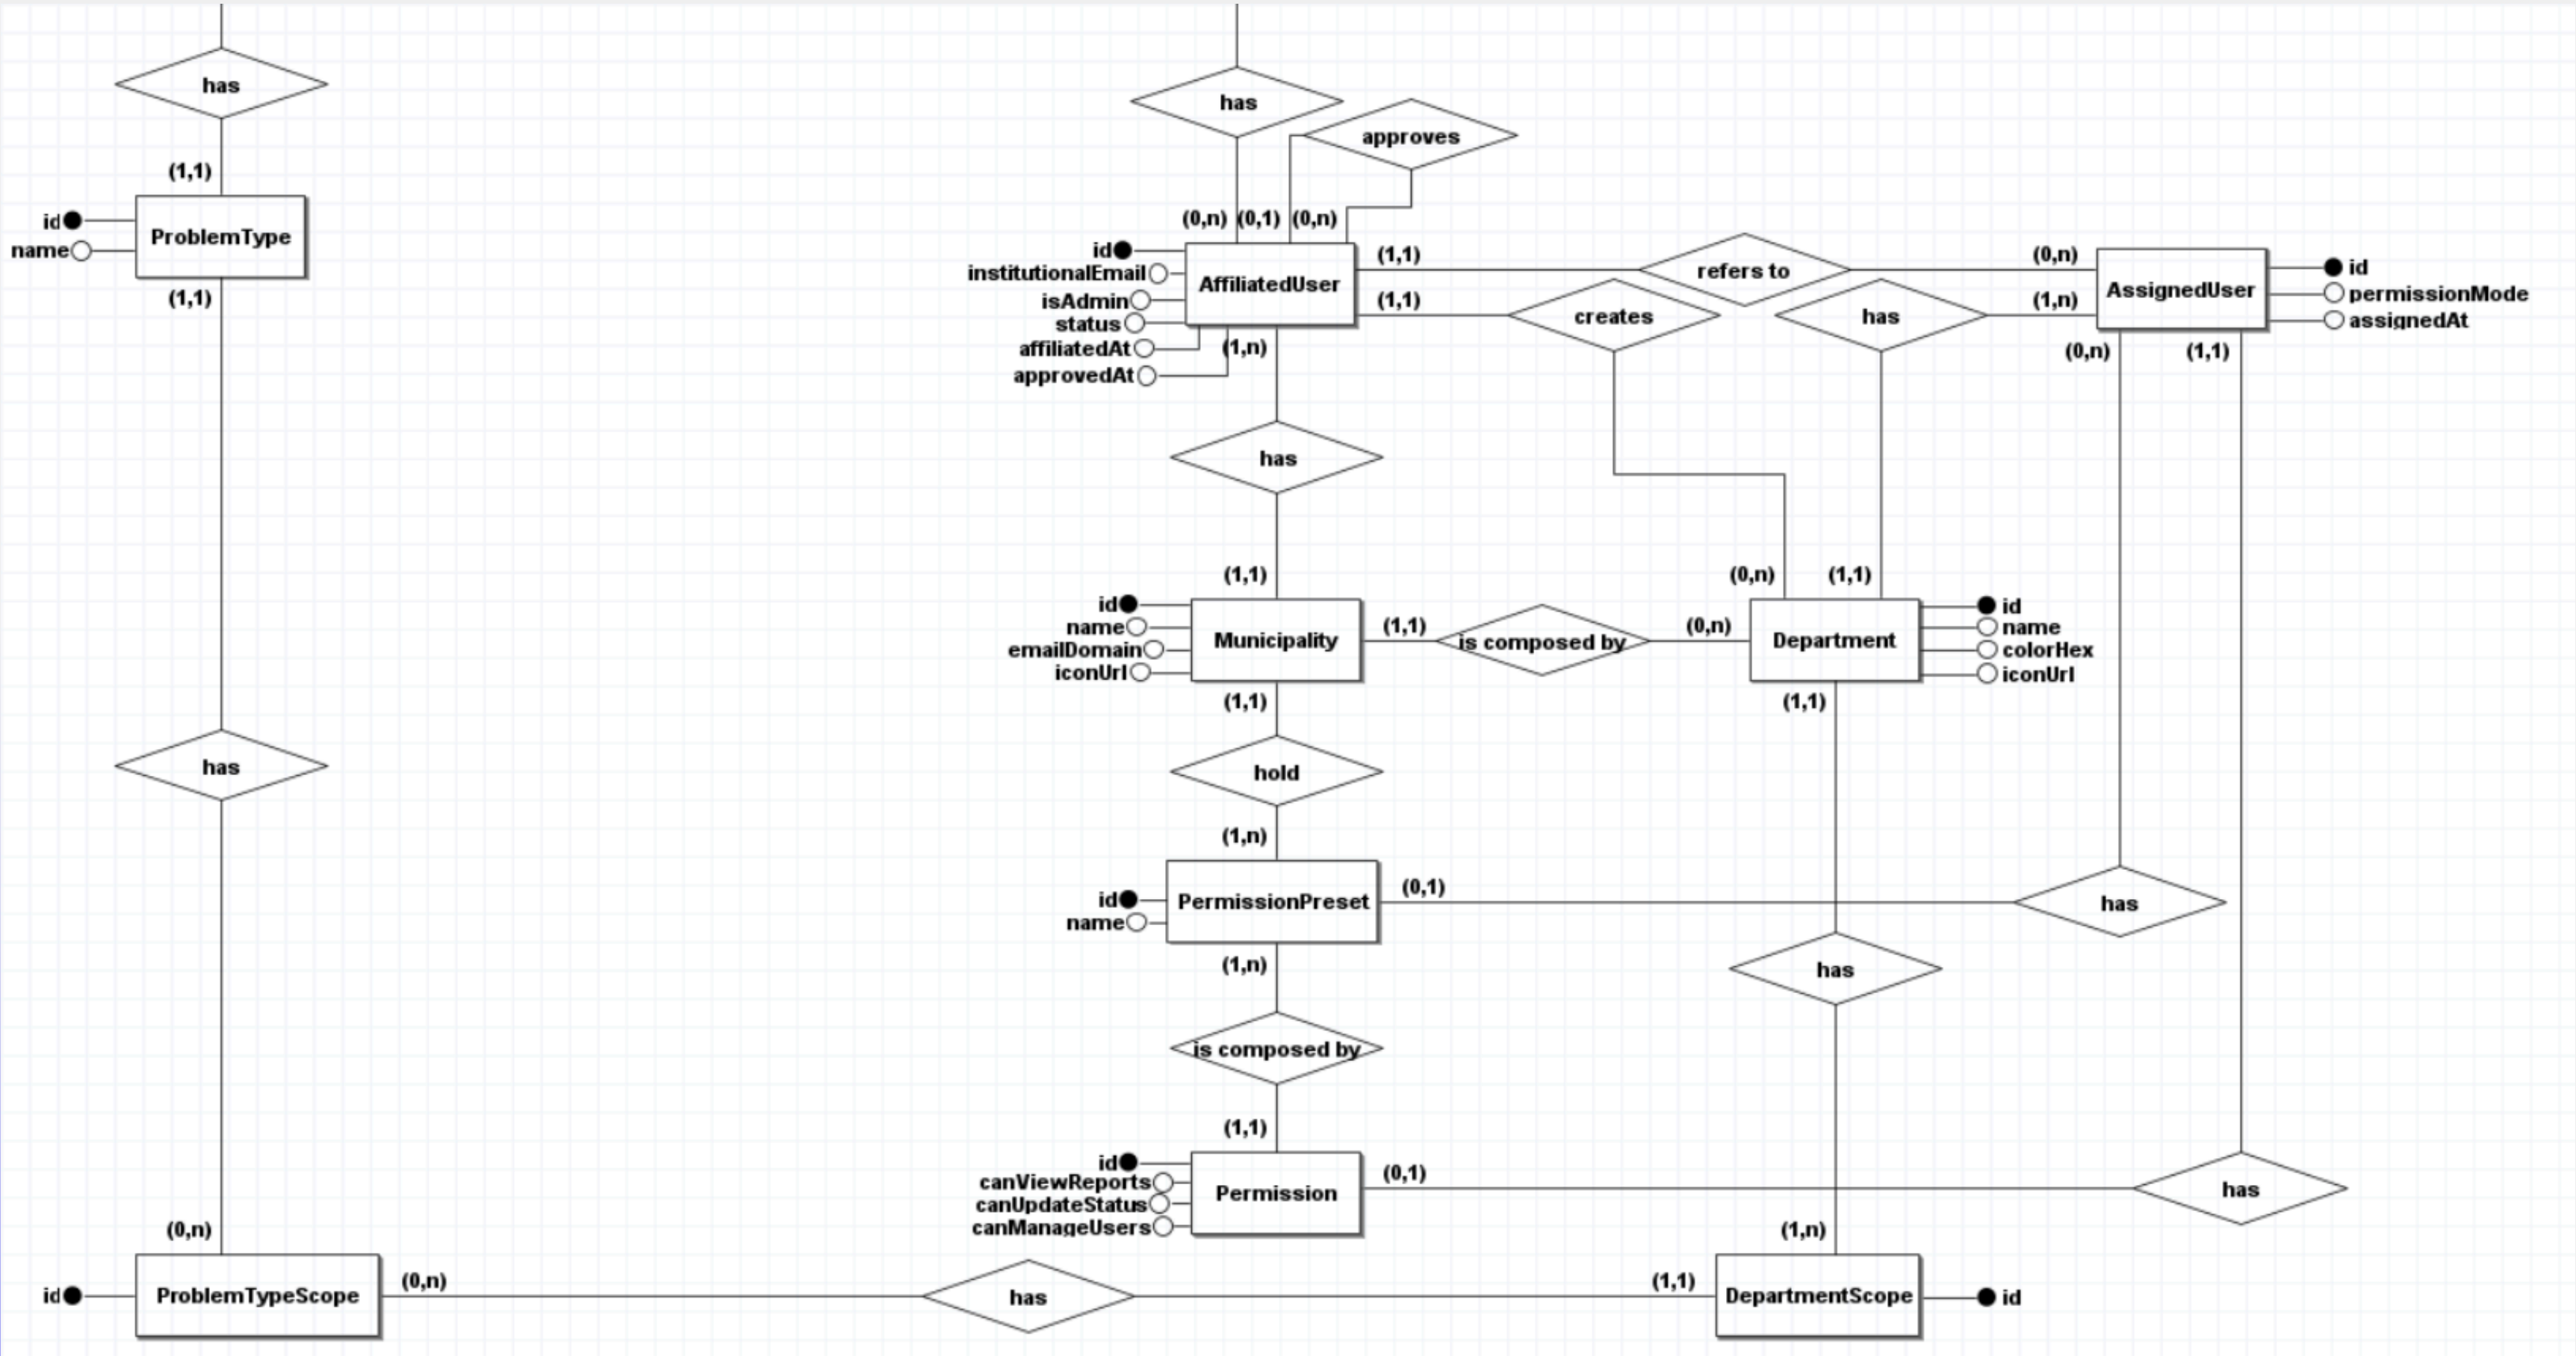 has
has
approves
(1,1)
(0,n)
(0,1)
(0,n)
id
name
ProblemType
(1,1)
id
institutionalEmail
isAdmin
status
affiliatedAt
approvedAt
AffiliatedUser
(1,1)
refers to
(0,n)
(1,1)
creates
has
(1,n)
AssignedUser
id
permissionMode
assignedAt
(1,n)
(0,n)
(1,1)
has
(1,1)
(0,n)
(1,1)
id
name
emailDomain
iconUrl
Municipality
(1,1)
is composed by
(0,n)
Department
id
name
colorHex
iconUrl
(1,1)
(1,1)
has
hold
(1,n)
id
name
PermissionPreset
(0,1)
has
(1,n)
has
is composed by
(1,1)
id
canViewReports
canUpdateStatus
canManageUsers
Permission
(0,1)
has
(0,n)
(1,n)
id
ProblemTypeScope
(0,n)
has
(1,1)
DepartmentScope
id